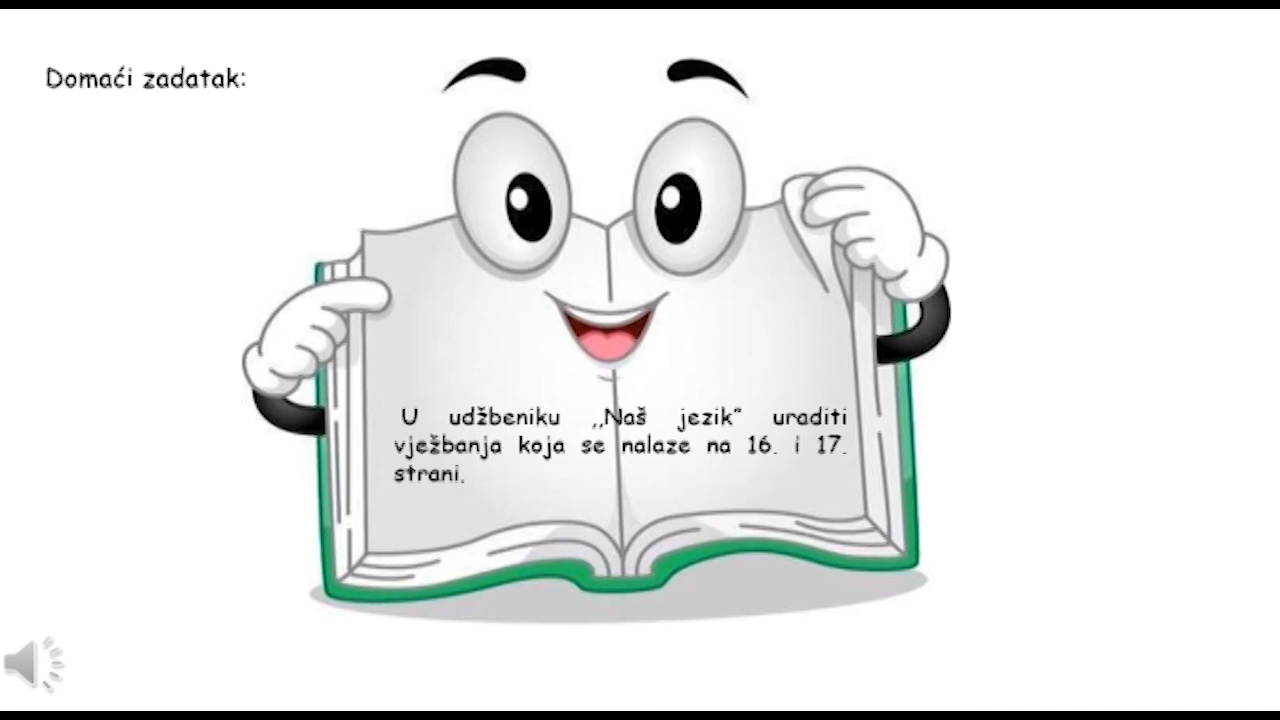 Domaći zadatak:
U udžbeniku ,,Naš jezik” uraditi
vježbanja koja se nalaze na 16. i 17.
strani.